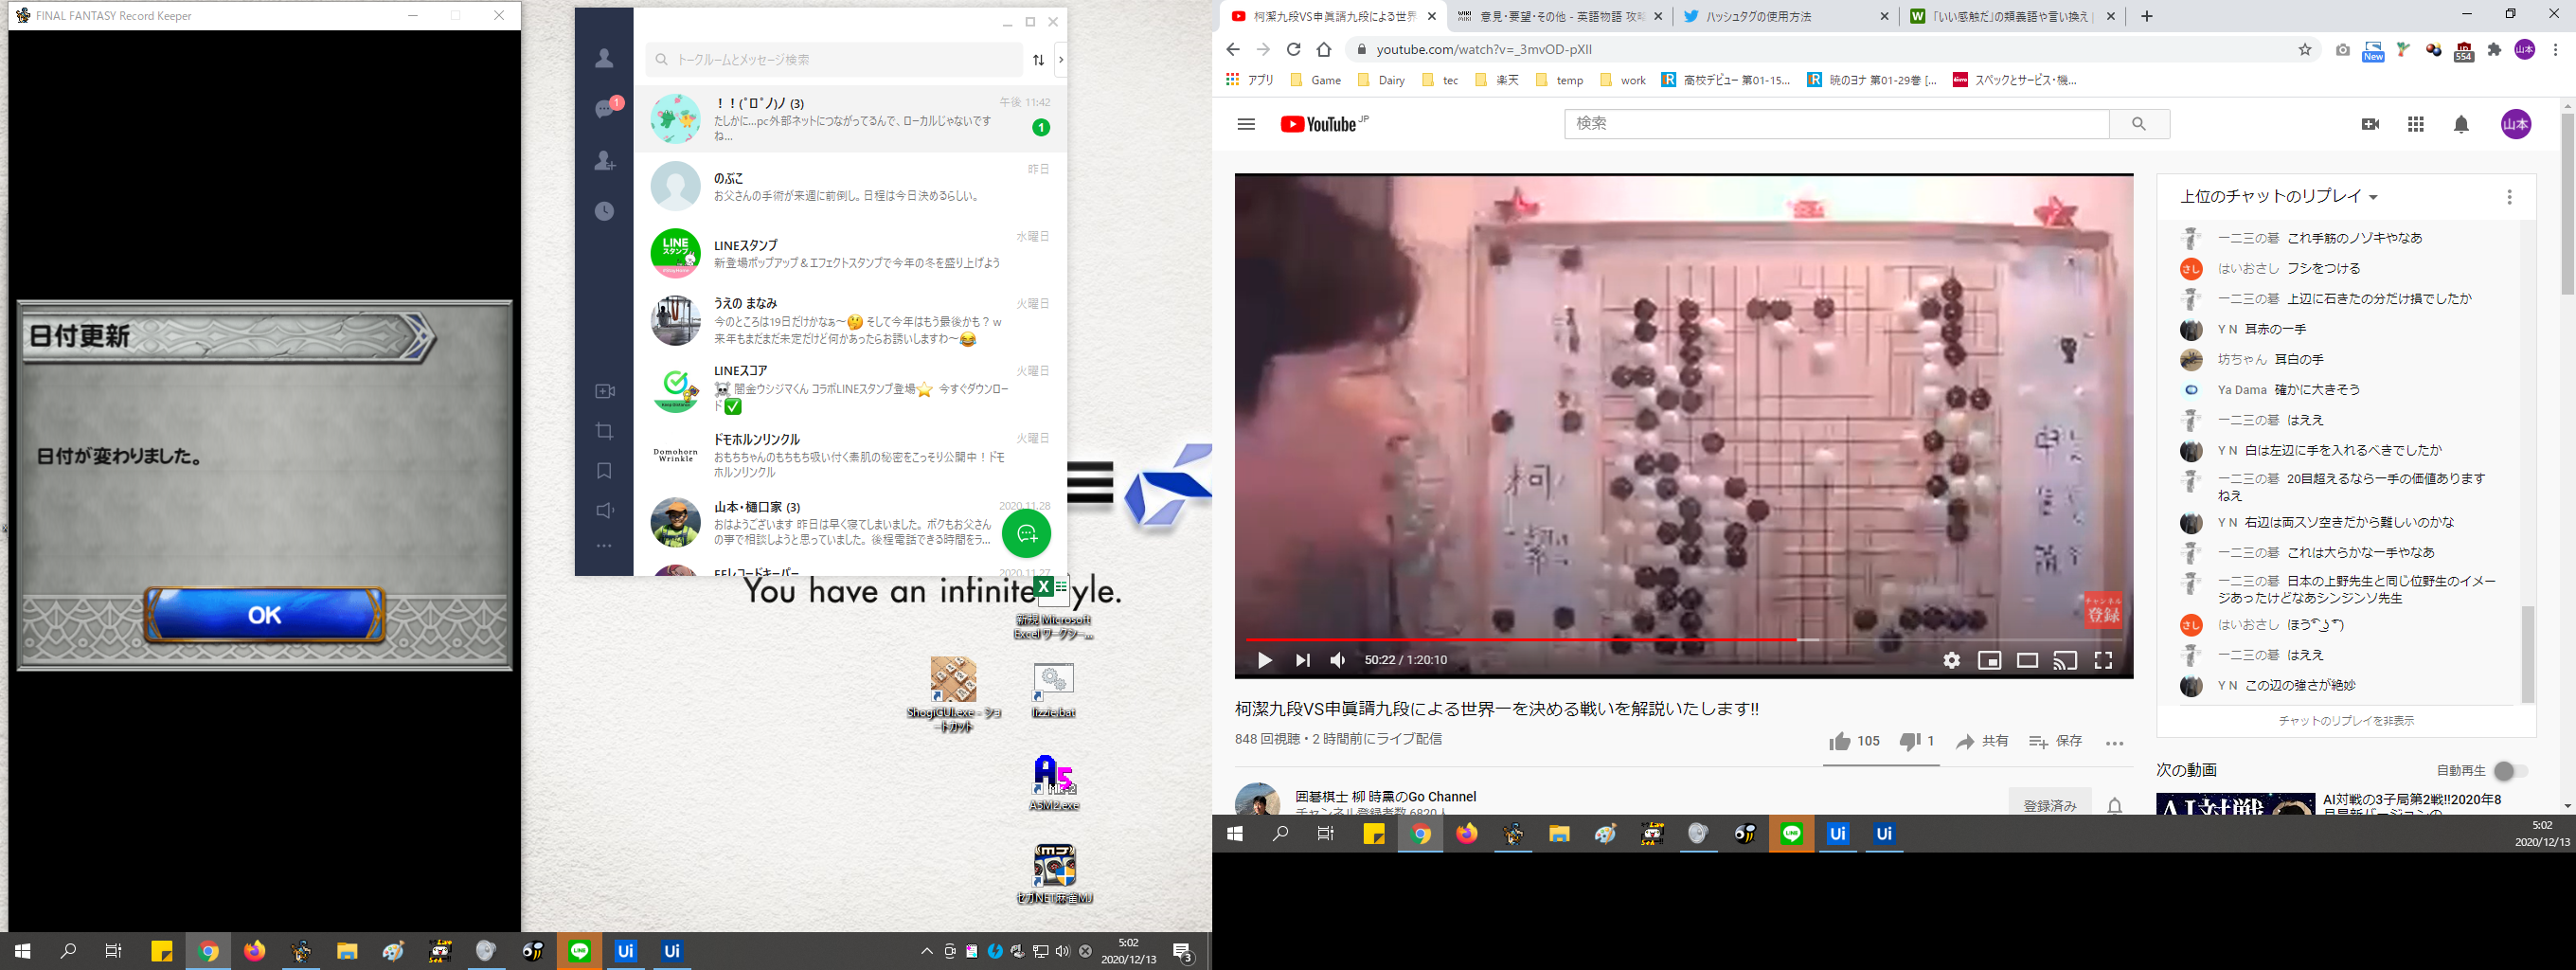 FINAL FANTASY Record Keeper
日付更新
日付が変わりました。
OK
トークルームとメッセージ検索
1
！！(ﾟロﾟノ)ノ (3)
午後 11:42
たしかに...pc外部ネットにつながってるんで、ローカルじゃないです
ね...
1
のぶこ
昨日
お父さんの手術が来週に前倒し。日程は今日決めるらしい。
LINEスタンプ
水曜日
新登場ポップアップ＆エフェクトスタンプで今年の冬を盛り上げよう
うえの まなみ
火曜日
今のところは19日だけかなぁ〜🤔 そして今年はもう最後かも？ｗ
来年もまだまだ未定だけど何かあったらお誘いしますわ〜😂
LINEスコア
火曜日
☠️ 闇金ウシジマくん コラボLINEスタンプ登場⭐ 今すぐダウンロー
ド✅
ドモホルンリンクル
火曜日
Domohorn
Wrinkle
おもちちゃんのもちもち吸い付く素肌の秘密をこっそり公開中！ドモ
ホルンリンクル
山本・樋口家 (3)
2020.11.28
おはようございます 昨日は早く寝てしまいました。ボクもお父さん
の事で相談しようと思っていました。後程電話できる時間をラ...
FFレコードキーパー
2020.11.27
You have an infinite
yle.
新規 Microsoft
Excel ワークシー...
ShogiGUI.exe - ショ
ートカット
lizzie.bat
ASM2.exe
セガNET麻雀MJ
5:02
2020/12/13
3
柯潔九段VS申眞諝九段による世界
意見・要望・その他 - 英語物語 攻略
ハッシュタグの使用方法
「いい感触だ」の類義語や言い換え
youtube.com/watch?v=_3mvOD-pXlI
New
554
山本
アプリ
Game
Dairy
tec
楽天
temp
work
高校デビュー 第01-15...
暁のヨナ 第01-29巻 [...
スペックとサービス・機...
YouTube JP
検索
山本
チャンネル
登録
50:22 / 1:20:10
柯潔九段VS申眞諝九段による世界一を決める戦いを解説いたします!!
848 回視聴・2 時間前にライブ配信
105
1
共有
保存
囲碁棋士 柳 時熏のGo Channel
チャンネル登録者数 6820人
登録済み
上位のチャットのリプレイ
一二三の碁 これ手筋のノゾキやなあ
はいおさし フシをつける
一二三の碁 上辺に石きたの分だけ損でしたか
Y N 耳赤の一手
坊ちゃん 耳白の手
Ya Dama 確かに大きそう
一二三の碁 はええ
Y N 白は左辺に手を入れるべきでしたか
一二三の碁 20目超えるなら一手の価値あります
ねえ
Y N 右辺は両スソ空きだから難しいのかな
一二三の碁 これは大らかな一手やなあ
一二三の碁 日本の上野先生と同じ位野生のイメー
ジあったけどなあシンジンソ先生
はいおさし ほう ͡° ͜ʖ ͡°)
一二三の碁 はええ
Y N この辺の強さが絶妙
チャットのリプレイを非表示
次の動画
自動再生
AI対戦
AI対戦の3子局第2戦!!2020年8
月最新バージョンの
5:02
2020/12/13